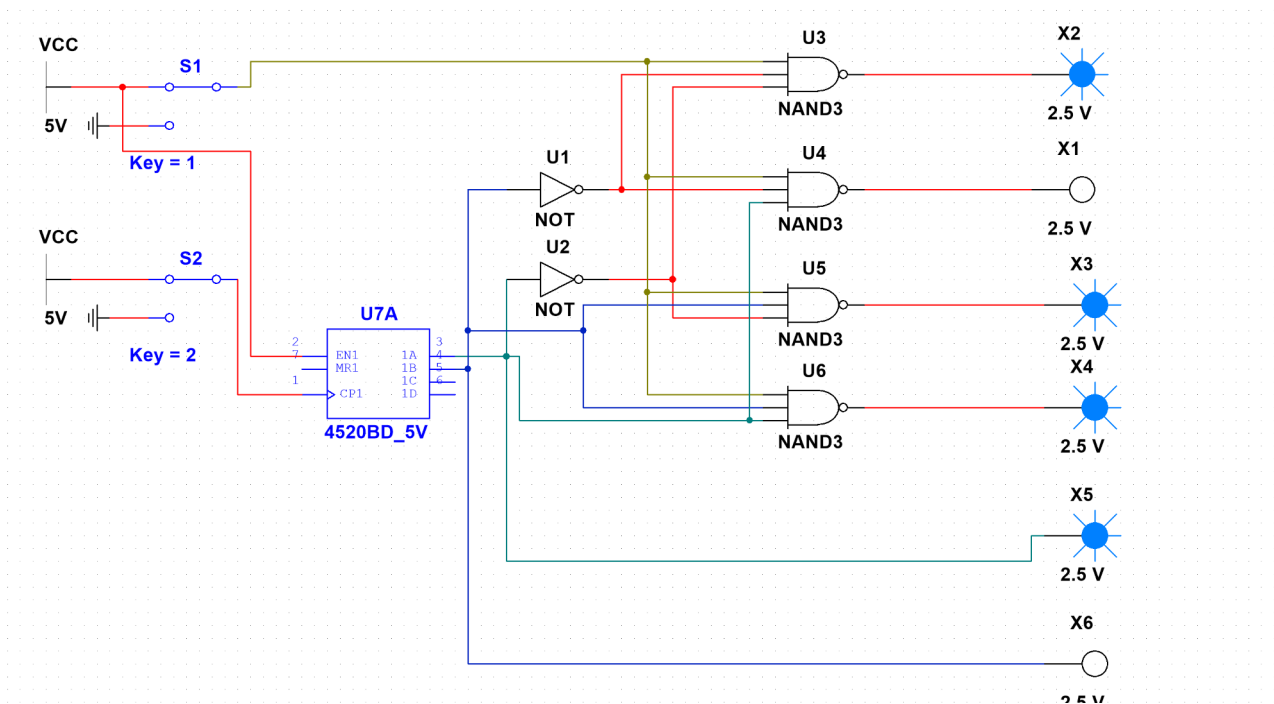 VCC
5V
S1
Key = 1
VCC
5V
S2
Key = 2
U7A
2
7
1
EN1
MR1
CP1
1A
1B
1C
1D
3
4
5
6
4520BD_5V
U1
NOT
U2
NOT
U3
NAND3
U4
NAND3
U5
NAND3
U6
NAND3
X2
2.5 V
X1
2.5 V
X3
2.5 V
X4
2.5 V
X5
2.5 V
X6
2.5 V